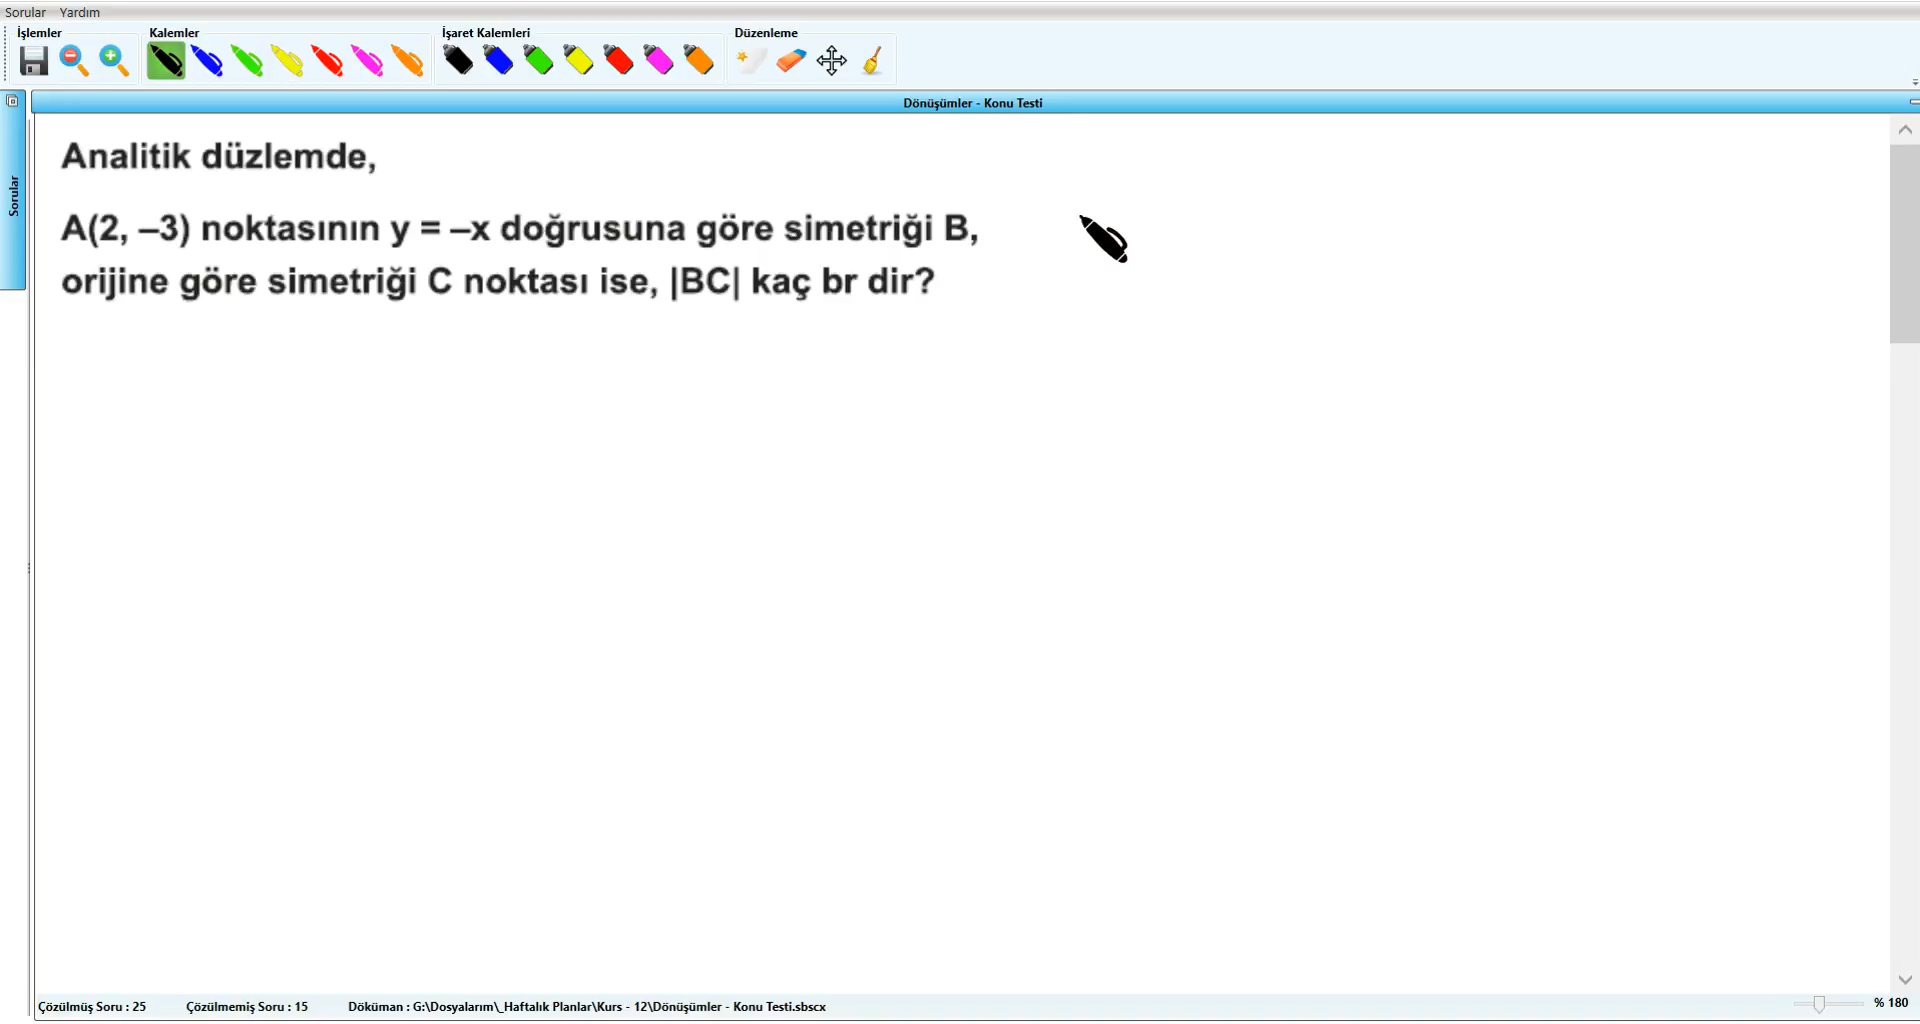 Sorular Yardım
İşlemler Kalemler İşaret Kalemleri Düzenleme
Dönüşümler - Konu Testi
Sorular
Analitik düzlemde,
A(2, –3) noktasının y = –x doğrusuna göre simetriği B,
orijine göre simetriği C noktası ise, |BC| kaç br dir?
Çözülmüş Soru : 25 Çözülmemiş Soru : 15 Döküman : G:\Dosyalarım\_Haftalık Planlar\Kurs - 12\Dönüşümler - Konu Testi.sbscx % 180